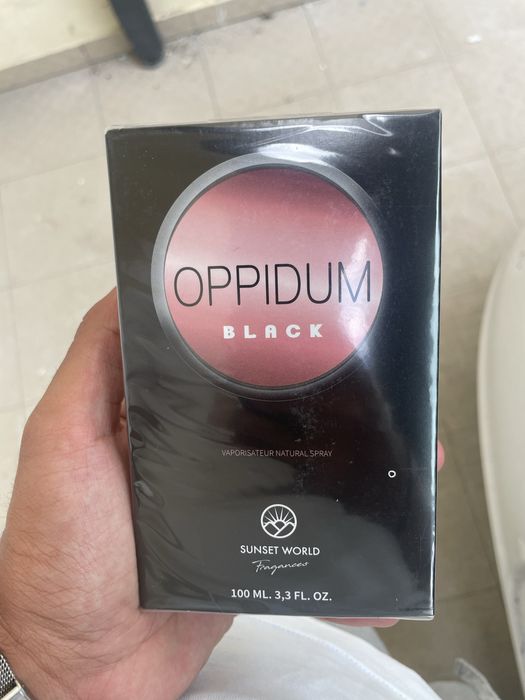 OPPIDUM
BLACK
VAPORISATEUR NATURAL SPRAY
SUNSET WORLD
Fragances
100 ML. 3,3 FL. OZ.